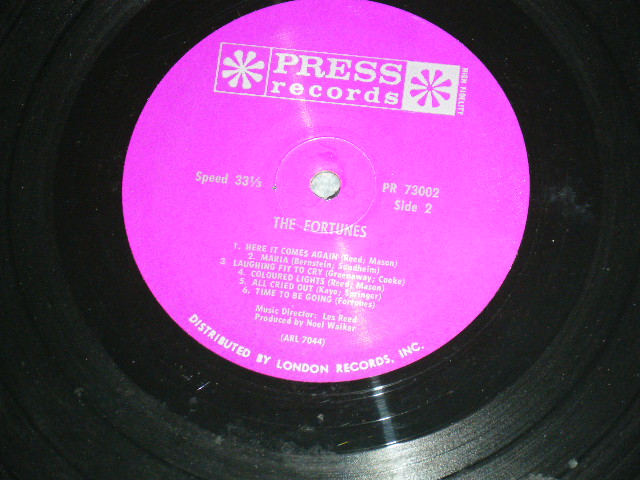 PRESS
records
HIGH FIDELITY
Speed 33⅓
PR 73002
Side 2
THE FORTUNES
1. HERE IT COMES AGAIN (Reed; Mason)
2. MARIA (Bernstein; Sondheim)
3. LAUGHING FIT TO CRY (Greenaway; Cooke)
4. COLOURED LIGHTS (Reed; Mason)
5. ALL CRIED OUT (Kaye; Springer)
6. TIME TO BE GOING (Fortunes)
Music Director: Les Reed
Produced by Noel Walker
(ARL 7044)
DISTRIBUTED BY LONDON RECORDS, INC.